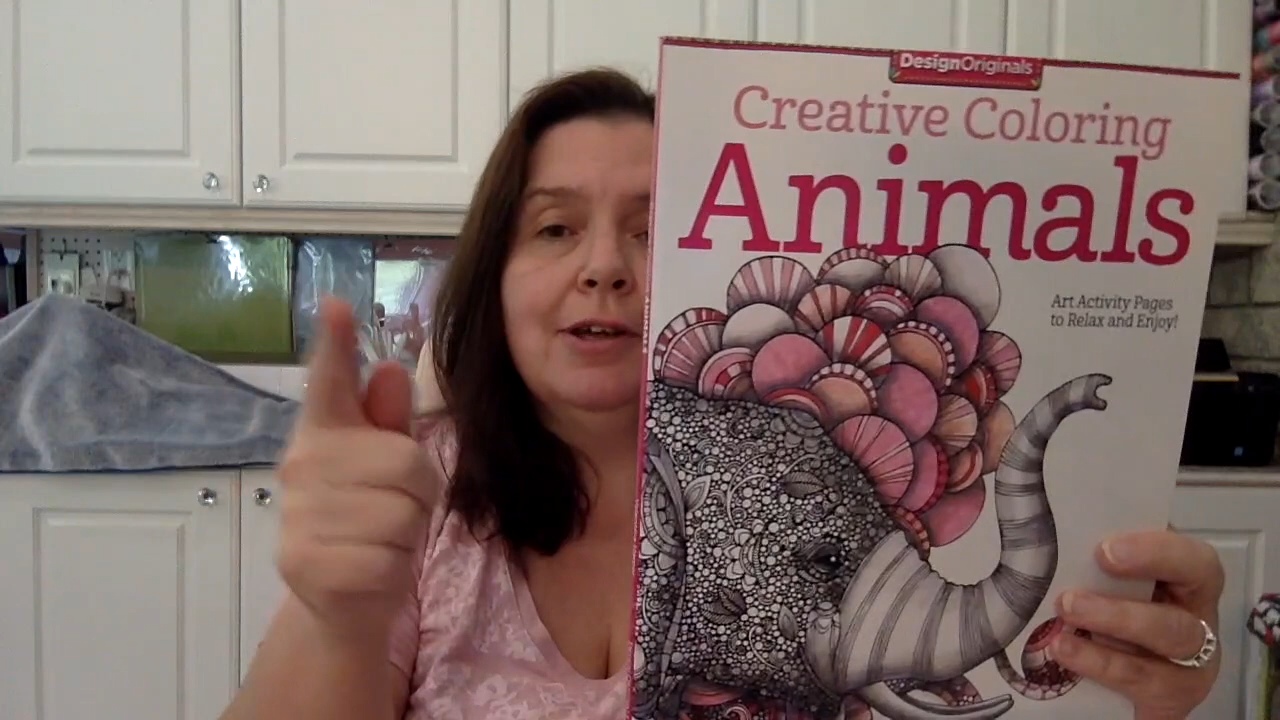 DesignOriginals
Creative Coloring
Animals
Art Activity Pages
to Relax and Enjoy!